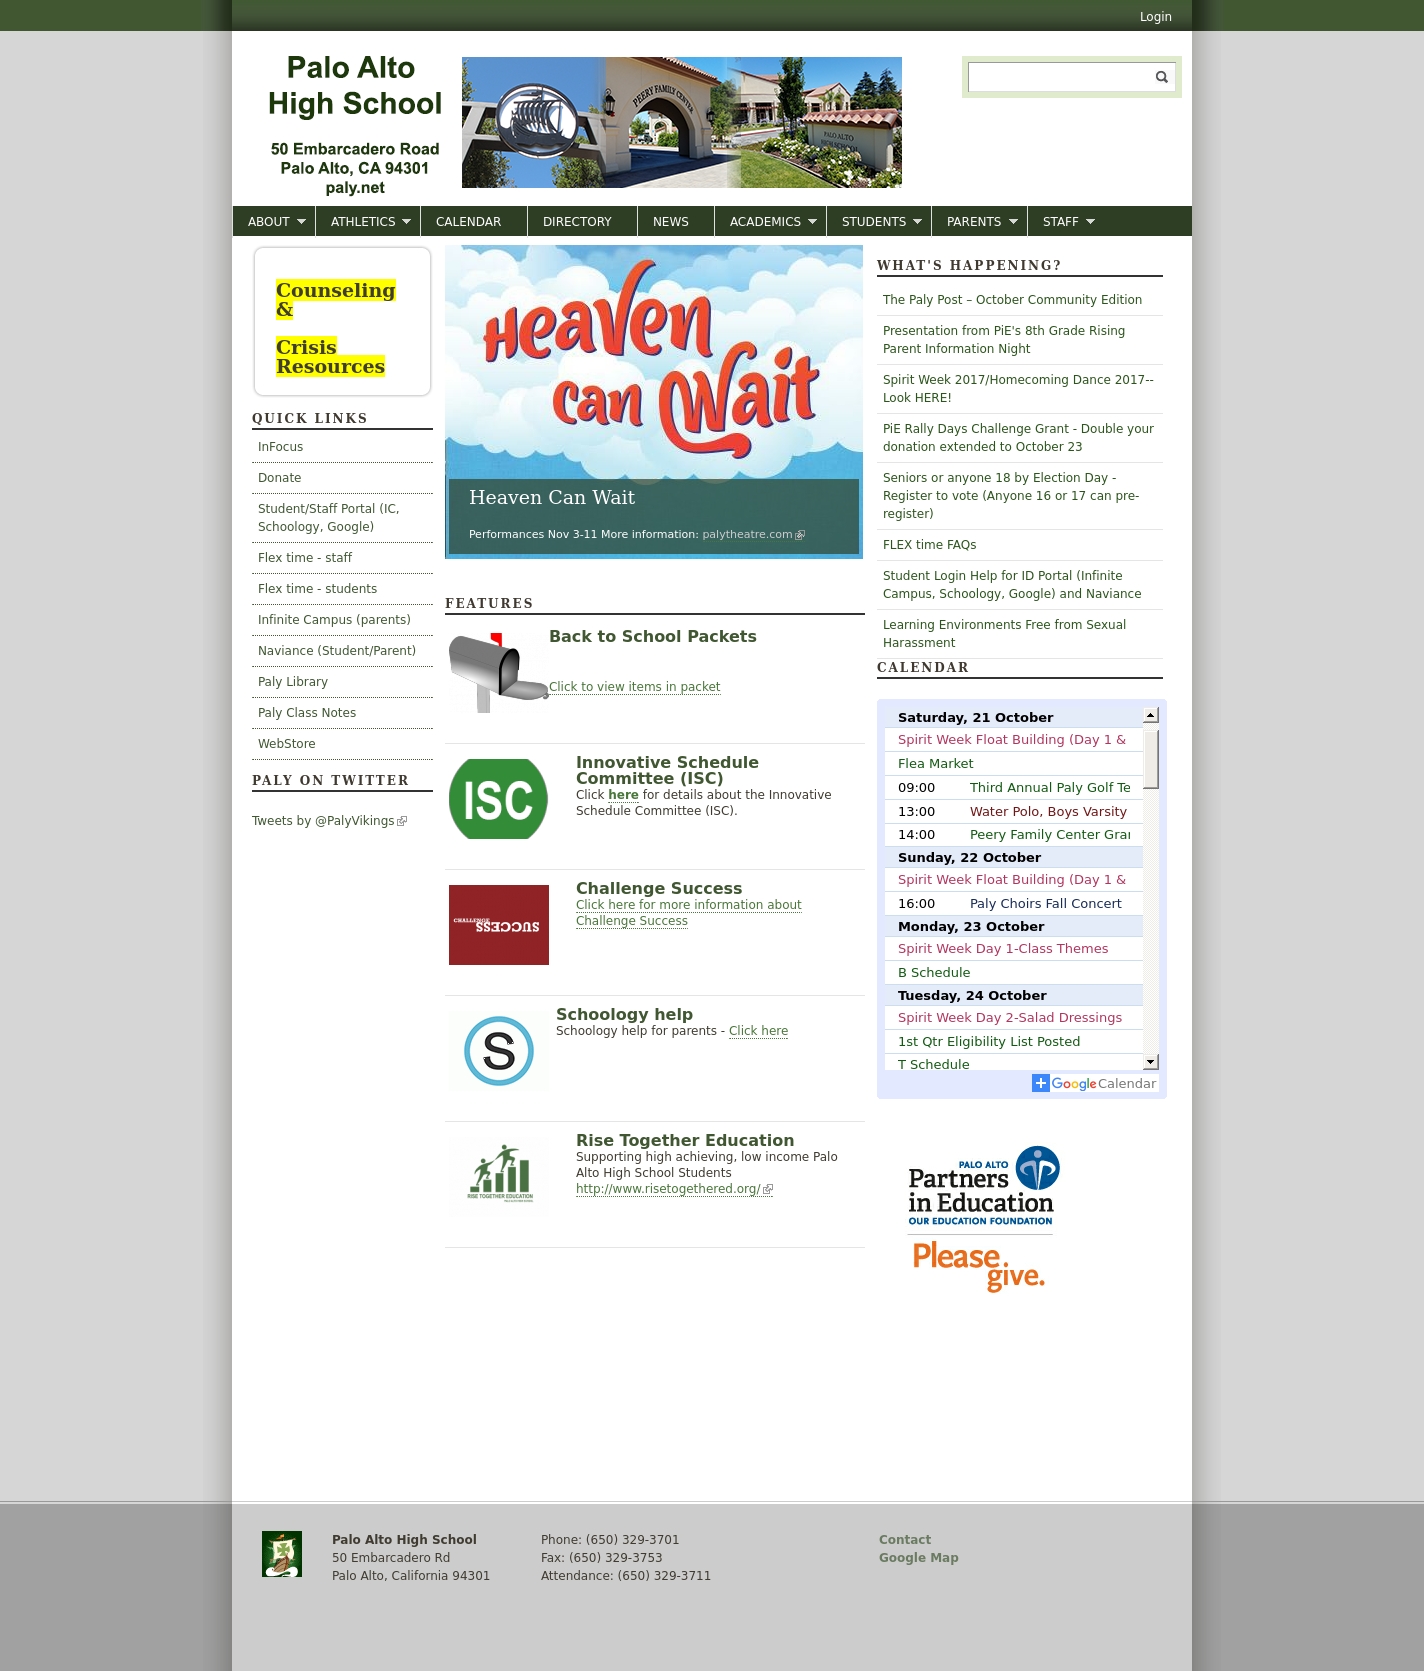 Login
Palo Alto
High School
50 Embarcadero Road
Palo Alto, CA 94301
paly.net
PEERY FAMILY CENTER
PALO ALTO
HIGH SCHOOL
ABOUT
ATHLETICS
CALENDAR
DIRECTORY
NEWS
ACADEMICS
STUDENTS
PARENTS
STAFF
Counseling
&
Crisis
Resources
QUICK LINKS
InFocus
Donate
Student/Staff Portal (IC,
Schoology, Google)
Flex time - staff
Flex time - students
Infinite Campus (parents)
Naviance (Student/Parent)
Paly Library
Paly Class Notes
WebStore
PALY ON TWITTER
Tweets by @PalyVikings
Heaven
can Wait
Heaven Can Wait
Performances Nov 3-11 More information: palytheatre.com
FEATURES
Back to School Packets
Click to view items in packet
ISC
Innovative Schedule
Committee (ISC)
Click here for details about the Innovative
Schedule Committee (ISC).
CHALLENGE
SUCCESS
Challenge Success
Click here for more information about
Challenge Success
S
Schoology help
Schoology help for parents - Click here
RISE TOGETHER EDUCATION
Rise Together Education
Supporting high achieving, low income Palo
Alto High School Students
http://www.risetogethered.org/
WHAT'S HAPPENING?
The Paly Post – October Community Edition
Presentation from PiE's 8th Grade Rising
Parent Information Night
Spirit Week 2017/Homecoming Dance 2017--
Look HERE!
PiE Rally Days Challenge Grant - Double your
donation extended to October 23
Seniors or anyone 18 by Election Day -
Register to vote (Anyone 16 or 17 can pre-
register)
FLEX time FAQs
Student Login Help for ID Portal (Infinite
Campus, Schoology, Google) and Naviance
Learning Environments Free from Sexual
Harassment
CALENDAR
Saturday, 21 October
Spirit Week Float Building (Day 1 &
Flea Market
09:00 Third Annual Paly Golf Te
13:00 Water Polo, Boys Varsity
14:00 Peery Family Center Gran
Sunday, 22 October
Spirit Week Float Building (Day 1 &
16:00 Paly Choirs Fall Concert
Monday, 23 October
Spirit Week Day 1-Class Themes
B Schedule
Tuesday, 24 October
Spirit Week Day 2-Salad Dressings
1st Qtr Eligibility List Posted
T Schedule
Google Calendar
PALO ALTO
Partners
in Education
OUR EDUCATION FOUNDATION
Please
give.
Palo Alto High School
50 Embarcadero Rd
Palo Alto, California 94301
Phone: (650) 329-3701
Fax: (650) 329-3753
Attendance: (650) 329-3711
Contact
Google Map